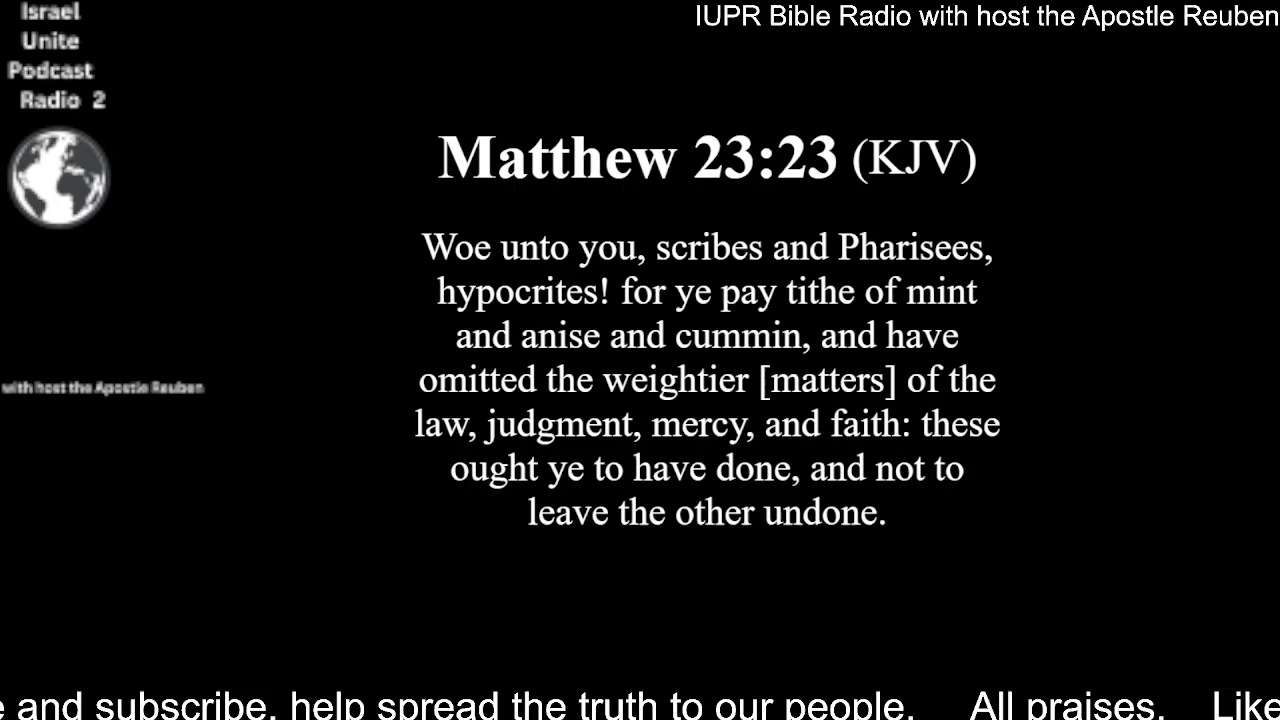 Israel
Unite
Podcast
Radio 2
IUPR Bible Radio with host the Apostle Reuben
Matthew 23:23 (KJV)
Woe unto you, scribes and Pharisees,
hypocrites! for ye pay tithe of mint
and anise and cummin, and have
omitted the weightier [matters] of the
law, judgment, mercy, and faith: these
ought ye to have done, and not to
leave the other undone.
with host the Apostle Reuben
e and subscribe, help spread the truth to our people. All praises. Like